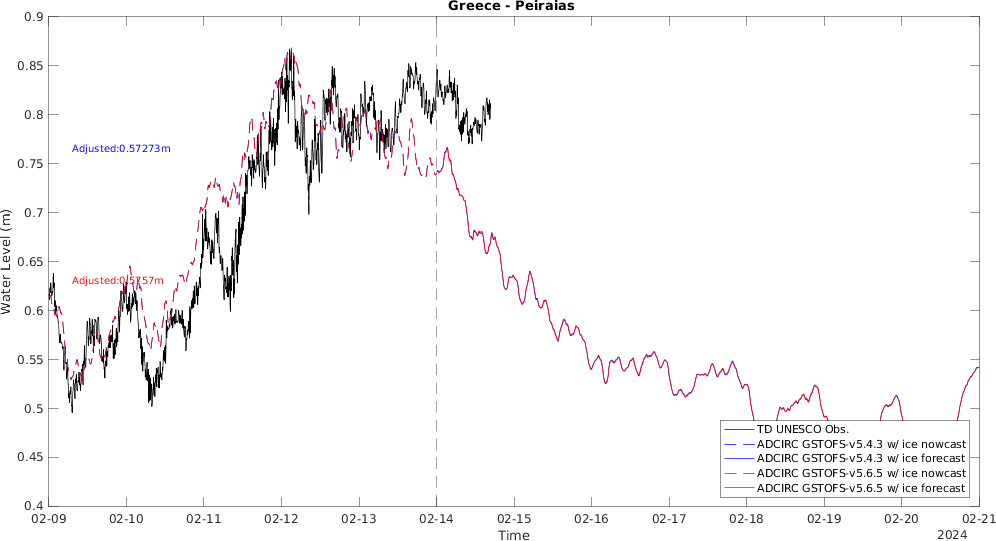 Greece - Peiraias
0.9
0.85
0.8
0.75
0.7
0.65
0.6
0.55
0.5
0.45
0.4
Water Level (m)
Adjusted:0.57273m
Adjusted:0.5757m
TD UNESCO Obs.
ADCIRC GSTOFS-v5.4.3 w/ ice nowcast
ADCIRC GSTOFS-v5.4.3 w/ ice forecast
ADCIRC GSTOFS-v5.6.5 w/ ice nowcast
ADCIRC GSTOFS-v5.6.5 w/ ice forecast
02-09 02-10 02-11 02-12 02-13 02-14 02-15 02-16 02-17 02-18 02-19 02-20 02-21
Time
2024